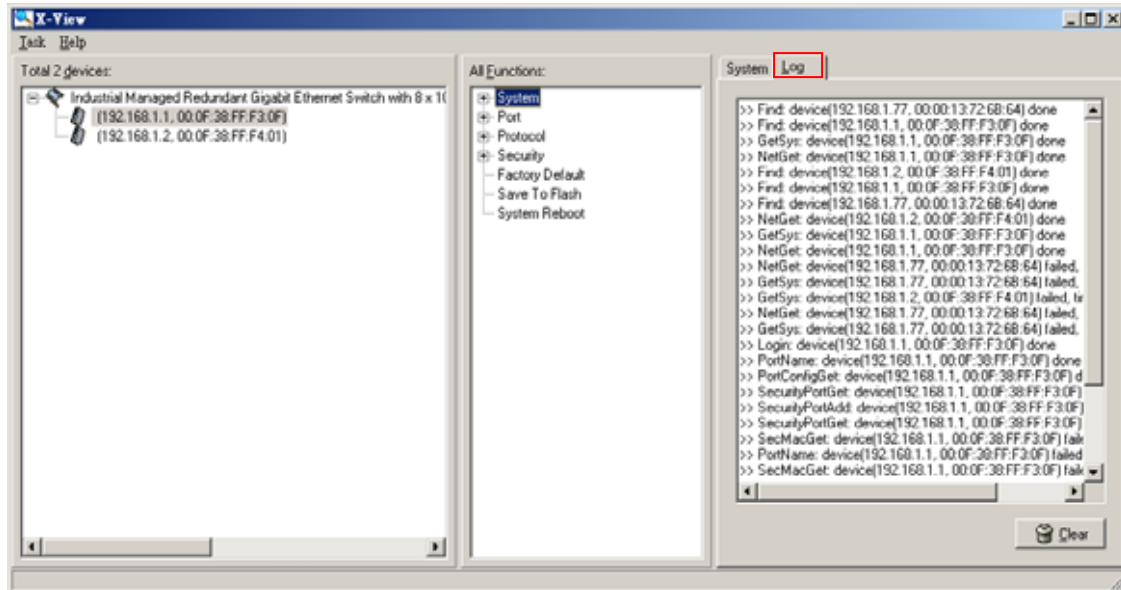 X-View
Task Help
Total 2 devices:
Industrial Managed Redundant Gigabit Ethernet Switch with 8 x 10
(192.168.1.1, 00:0F:38:FF:F3:0F)
(192.168.1.2, 00:0F:38:FF:F4:01)
All Functions:
System
Port
Protocol
Security
Factory Default
Save To Flash
System Reboot
System Log
>> Find: device(192.168.1.77, 00:00:13:72:6B:64) done
>> Find: device(192.168.1.1, 00:0F:38:FF:F3:0F) done
>> GetSys: device(192.168.1.1, 00:0F:38:FF:F3:0F) done
>> NetGet: device(192.168.1.1, 00:0F:38:FF:F3:0F) done
>> Find: device(192.168.1.2, 00:0F:38:FF:F4:01) done
>> Find: device(192.168.1.1, 00:0F:38:FF:F3:0F) done
>> Find: device(192.168.1.77, 00:00:13:72:6B:64) done
>> NetGet: device(192.168.1.2, 00:0F:38:FF:F4:01) done
>> GetSys: device(192.168.1.1, 00:0F:38:FF:F3:0F) done
>> NetGet: device(192.168.1.1, 00:0F:38:FF:F3:0F) done
>> NetGet: device(192.168.1.77, 00:00:13:72:6B:64) failed,
>> GetSys: device(192.168.1.77, 00:00:13:72:6B:64) failed,
>> GetSys: device(192.168.1.2, 00:0F:38:FF:F4:01) failed, tir
>> NetGet: device(192.168.1.77, 00:00:13:72:6B:64) failed,
>> GetSys: device(192.168.1.77, 00:00:13:72:6B:64) failed,
>> Login: device(192.168.1.1, 00:0F:38:FF:F3:0F) done
>> PortName: device(192.168.1.1, 00:0F:38:FF:F3:0F) done
>> PortConfigGet: device(192.168.1.1, 00:0F:38:FF:F3:0F) d
>> SecurityPortGet: device(192.168.1.1, 00:0F:38:FF:F3:0F)
>> SecurityPortAdd: device(192.168.1.1, 00:0F:38:FF:F3:0F)
>> SecurityPortGet: device(192.168.1.1, 00:0F:38:FF:F3:0F)
>> SecMacGet: device(192.168.1.1, 00:0F:38:FF:F3:0F) faile
>> PortName: device(192.168.1.1, 00:0F:38:FF:F3:0F) failed
>> SecMacGet: device(192.168.1.1, 00:0F:38:FF:F3:0F) faile
Clear